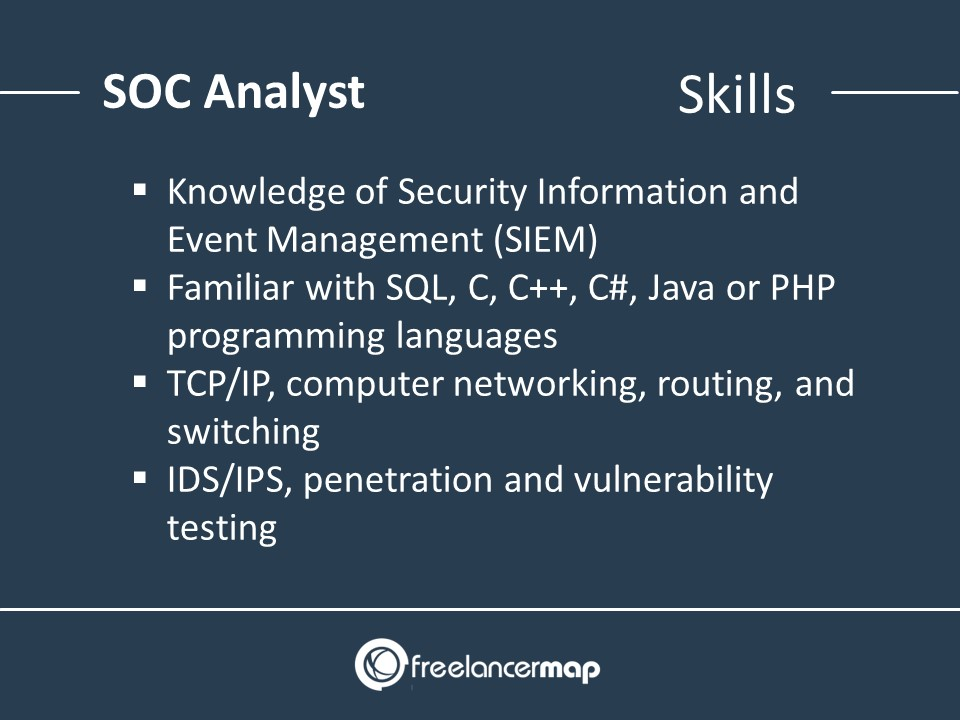 SOC Analyst
Skills
▪ Knowledge of Security Information and
Event Management (SIEM)
▪ Familiar with SQL, C, C++, C#, Java or PHP
programming languages
▪ TCP/IP, computer networking, routing, and
switching
▪ IDS/IPS, penetration and vulnerability
testing
freelancermap